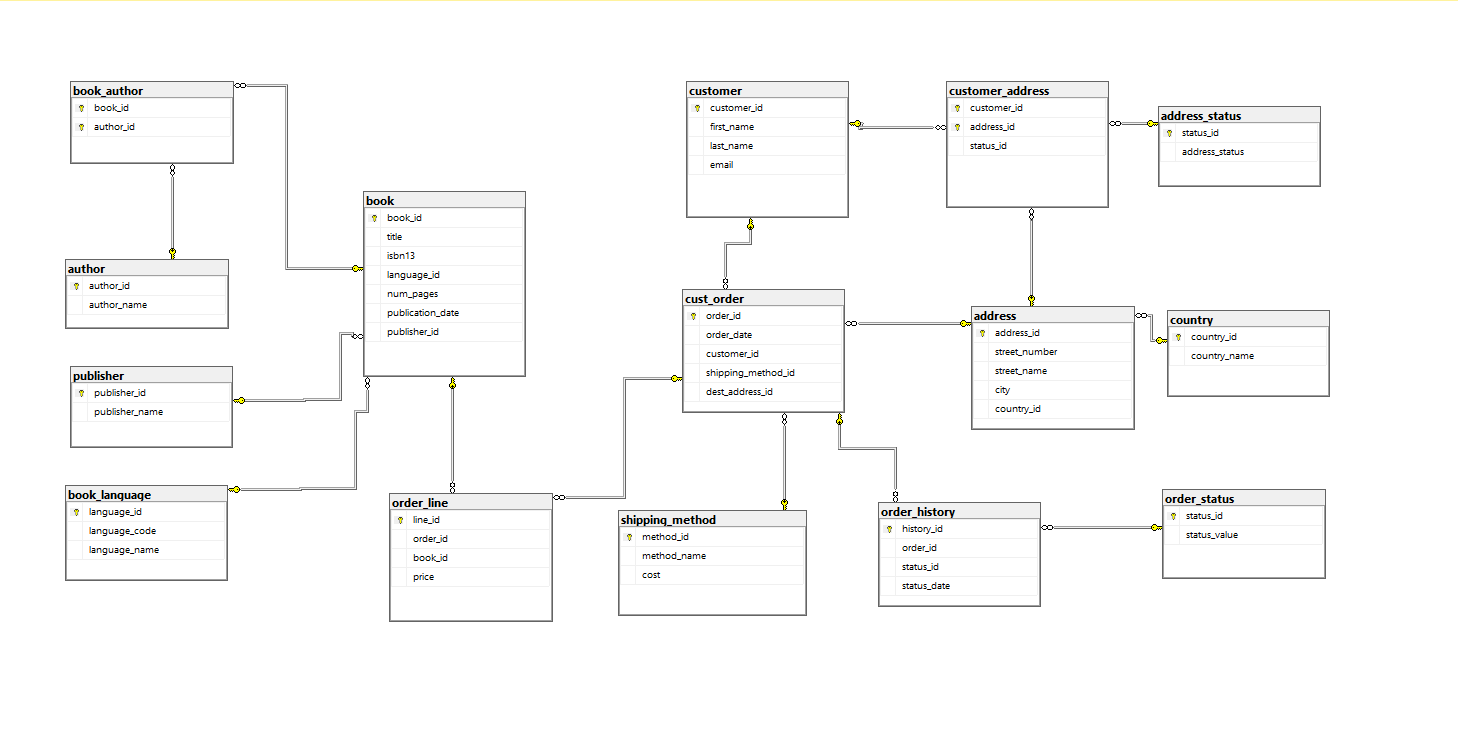 book_author
book_id
author_id
author
author_id
author_name
publisher
publisher_id
publisher_name
book_language
language_id
language_code
language_name
book
book_id
title
isbn13
language_id
num_pages
publication_date
publisher_id
order_line
line_id
order_id
book_id
price
customer
customer_id
first_name
last_name
email
cust_order
order_id
order_date
customer_id
shipping_method_id
dest_address_id
shipping_method
method_id
method_name
cost
customer_address
customer_id
address_id
status_id
address_status
status_id
address_status
address
address_id
street_number
street_name
city
country_id
country
country_id
country_name
order_history
history_id
order_id
status_id
status_date
order_status
status_id
status_value